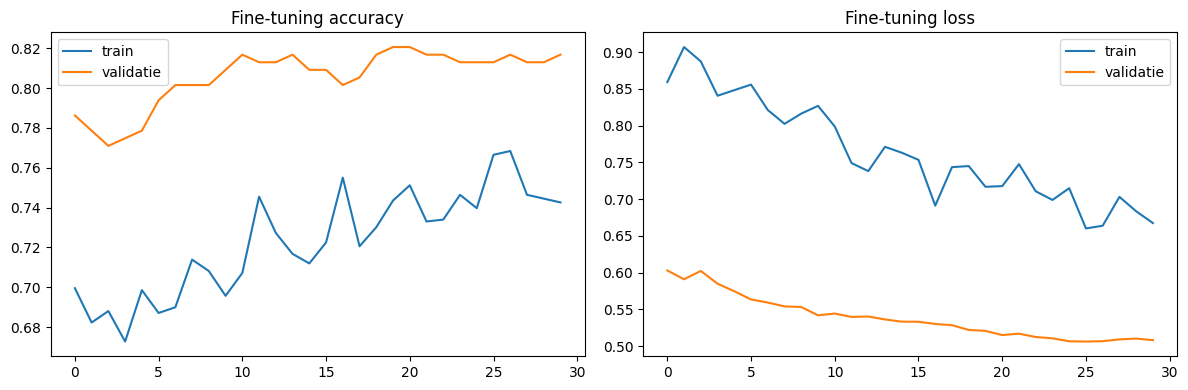 Fine-tuning accuracy
train
validatie
0.82
0.80
0.78
0.76
0.74
0.72
0.70
0.68
0 5 10 15 20 25 30
Fine-tuning loss
train
validatie
0.90
0.85
0.80
0.75
0.70
0.65
0.60
0.55
0.50
0 5 10 15 20 25 30